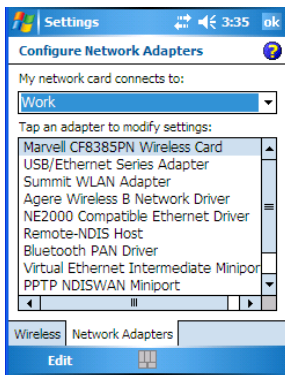 Settings 3:35 ok
Configure Network Adapters
My network card connects to:
Work
Tap an adapter to modify settings:
Marvell CF8385PN Wireless Card
USB/Ethernet Series Adapter
Summit WLAN Adapter
Agere Wireless B Network Driver
NE2000 Compatible Ethernet Driver
Remote-NDIS Host
Bluetooth PAN Driver
Virtual Ethernet Intermediate Minipor
PPTP NDISWAN Miniport
Wireless Network Adapters
Edit